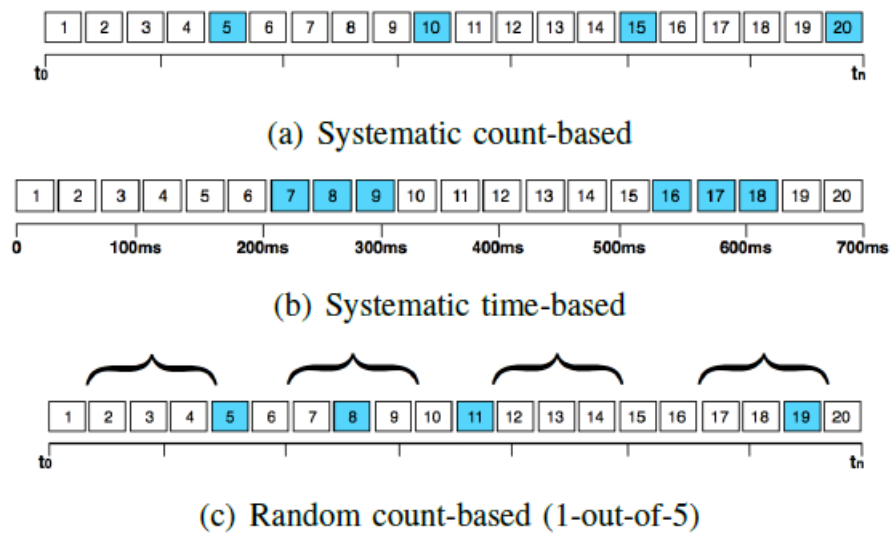 1 2 3 4 5 6 7 8 9 10 11 12 13 14 15 16 17 18 19 20
t0 tn
(a) Systematic count-based
1 2 3 4 5 6 7 8 9 10 11 12 13 14 15 16 17 18 19 20
0 100ms 200ms 300ms 400ms 500ms 600ms 700ms
(b) Systematic time-based
1 2 3 4 5 6 7 8 9 10 11 12 13 14 15 16 17 18 19 20
t0 tn
(c) Random count-based (1-out-of-5)